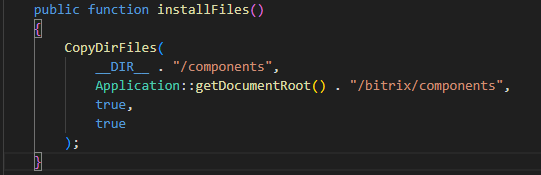 public function installFiles()
{
    CopyDirFiles(
        __DIR__ . "/components",
        Application::getDocumentRoot() . "/bitrix/components",
        true,
        true
    );
}